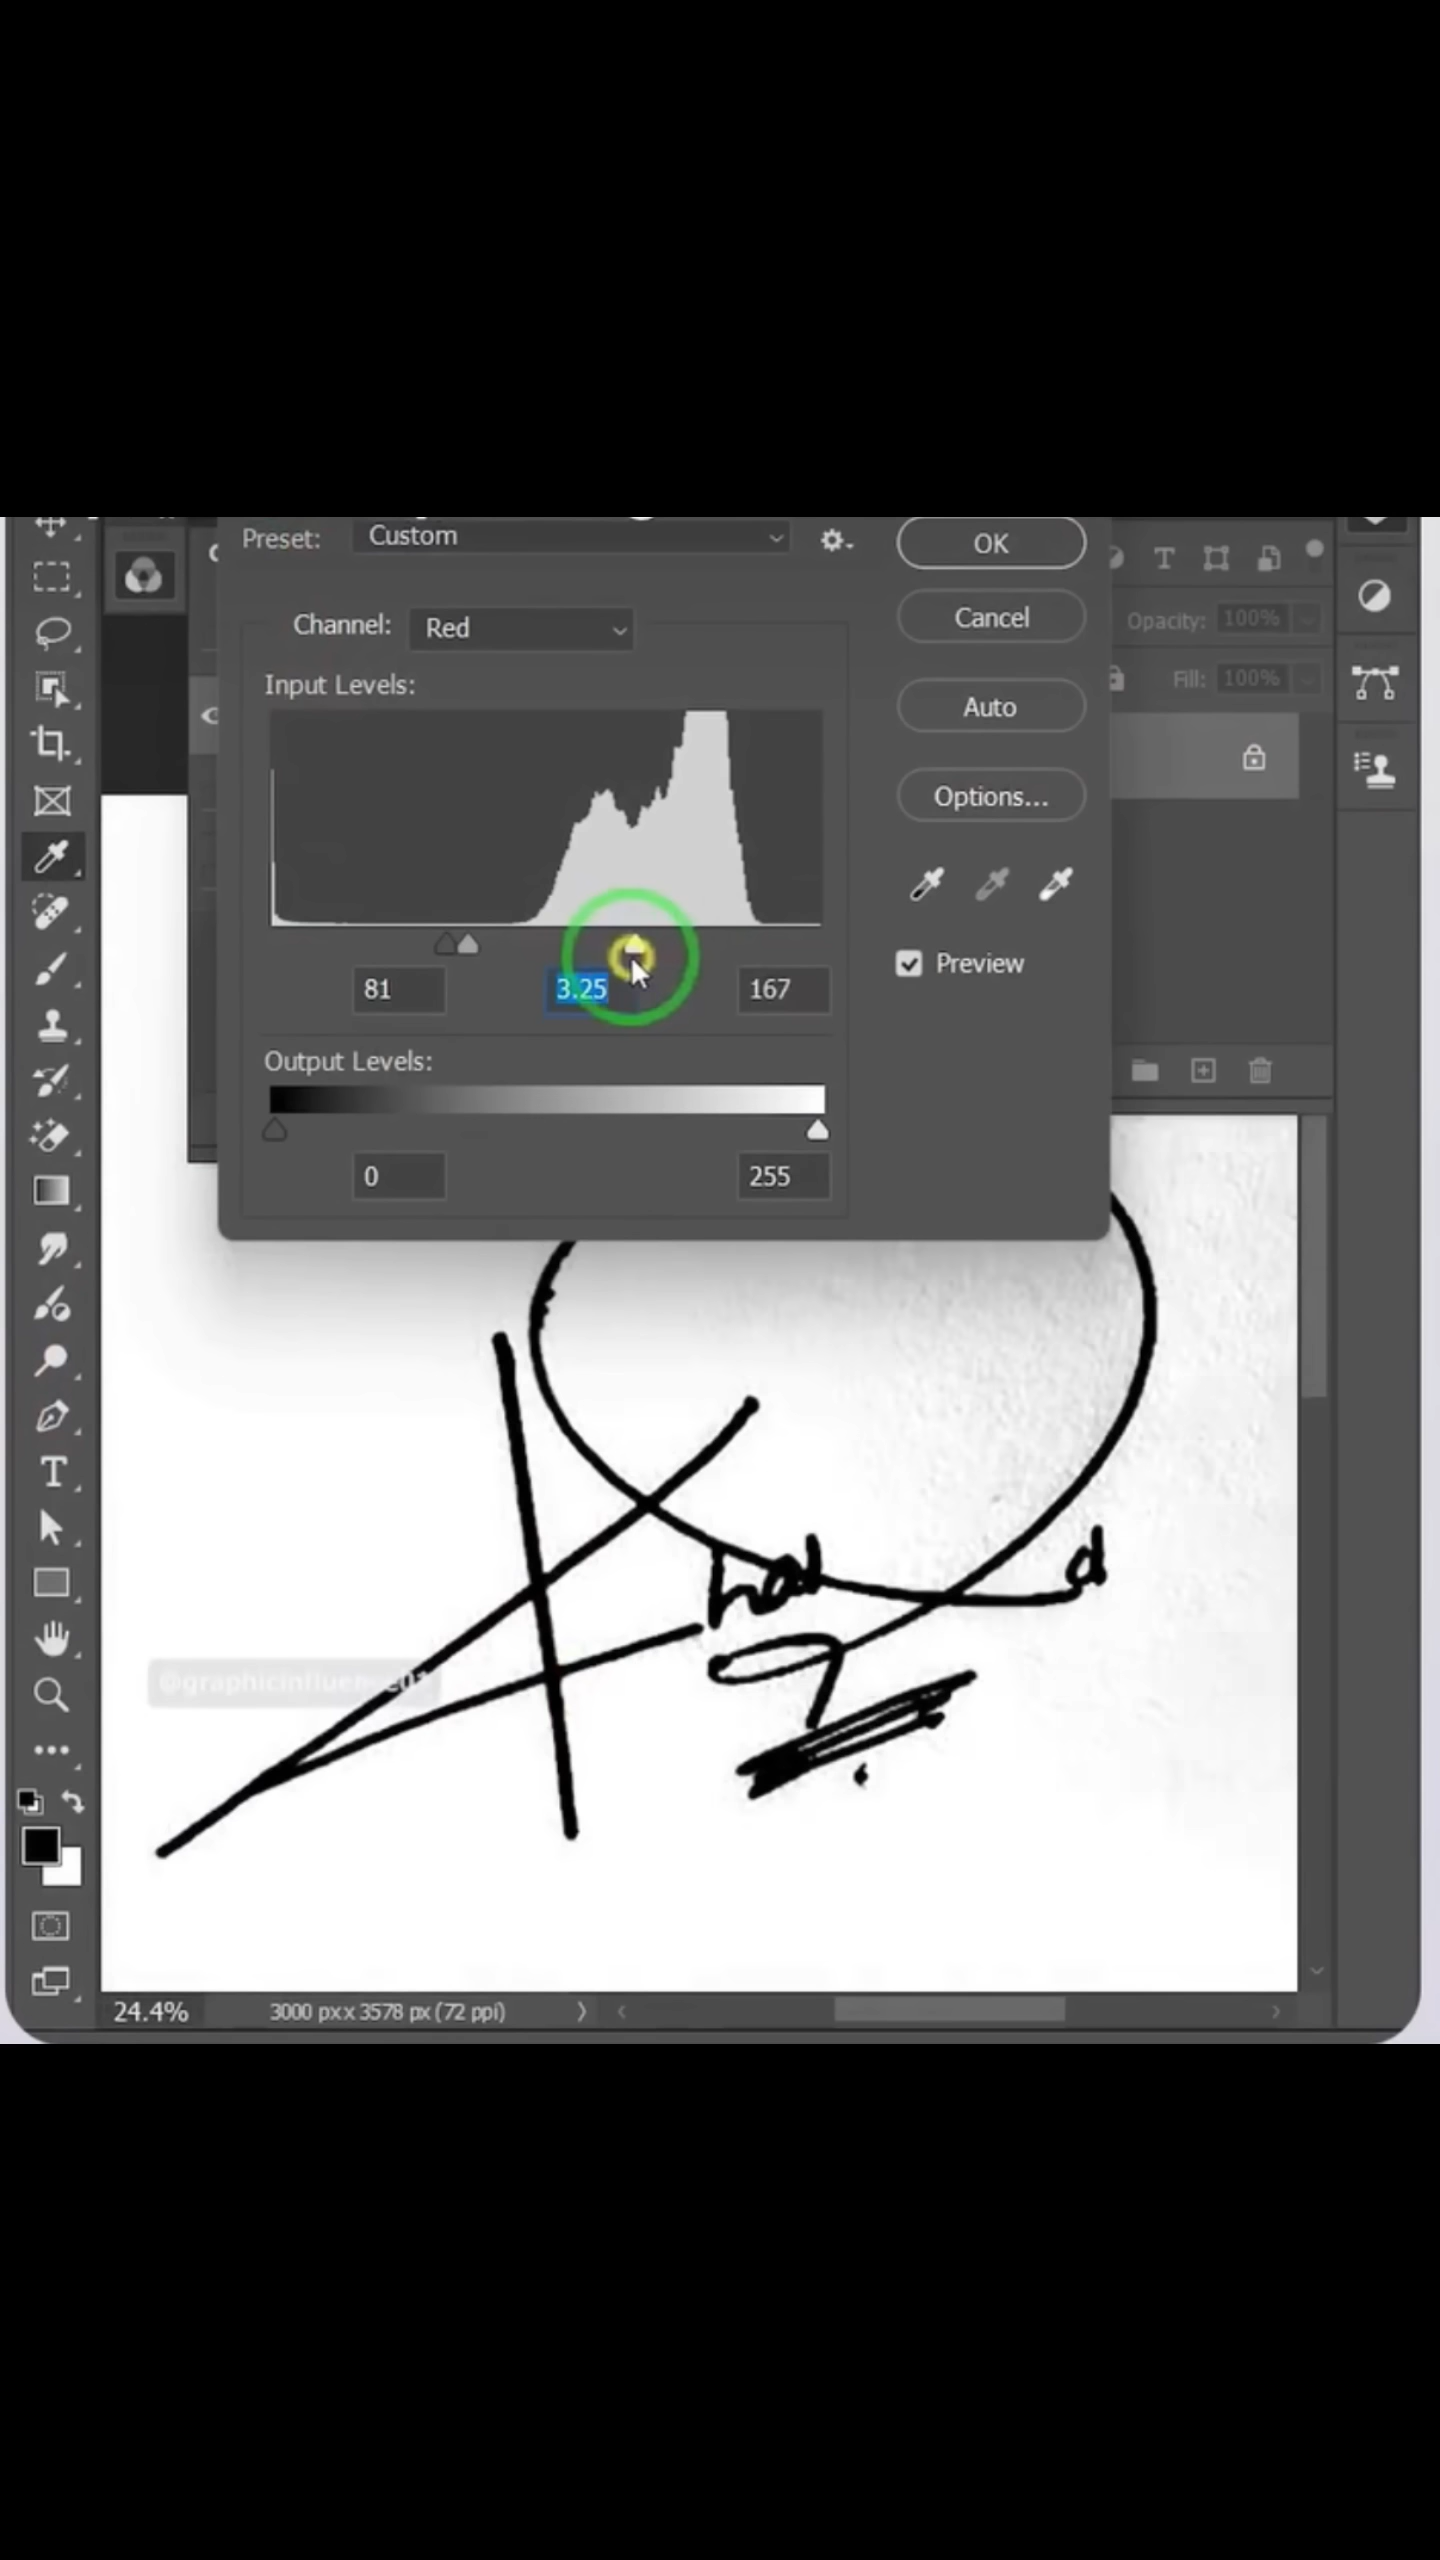 Preset: Custom
OK
Channel: Red
Cancel
Opacity: 100%
Input Levels:
Fill: 100%
Auto
Options...
81 3.25 167
Preview
Output Levels:
0 255
d
24.4% 3000 px x 3578 px (72 ppi)